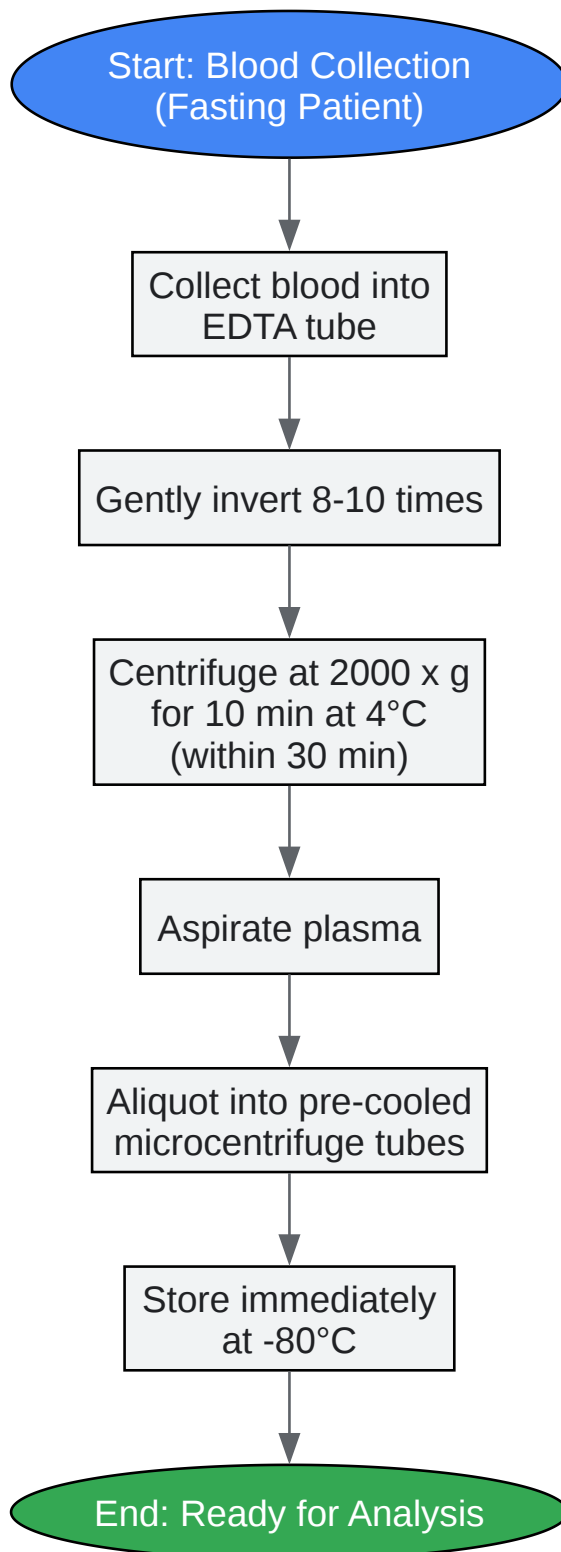 Start: Blood Collection
(Fasting Patient)
Collect blood into
EDTA tube
Gently invert 8-10 times
Centrifuge at 2000 x g
for 10 min at 4°C
(within 30 min)
Aspirate plasma
Aliquot into pre-cooled
microcentrifuge tubes
Store immediately
at -80°C
End: Ready for Analysis